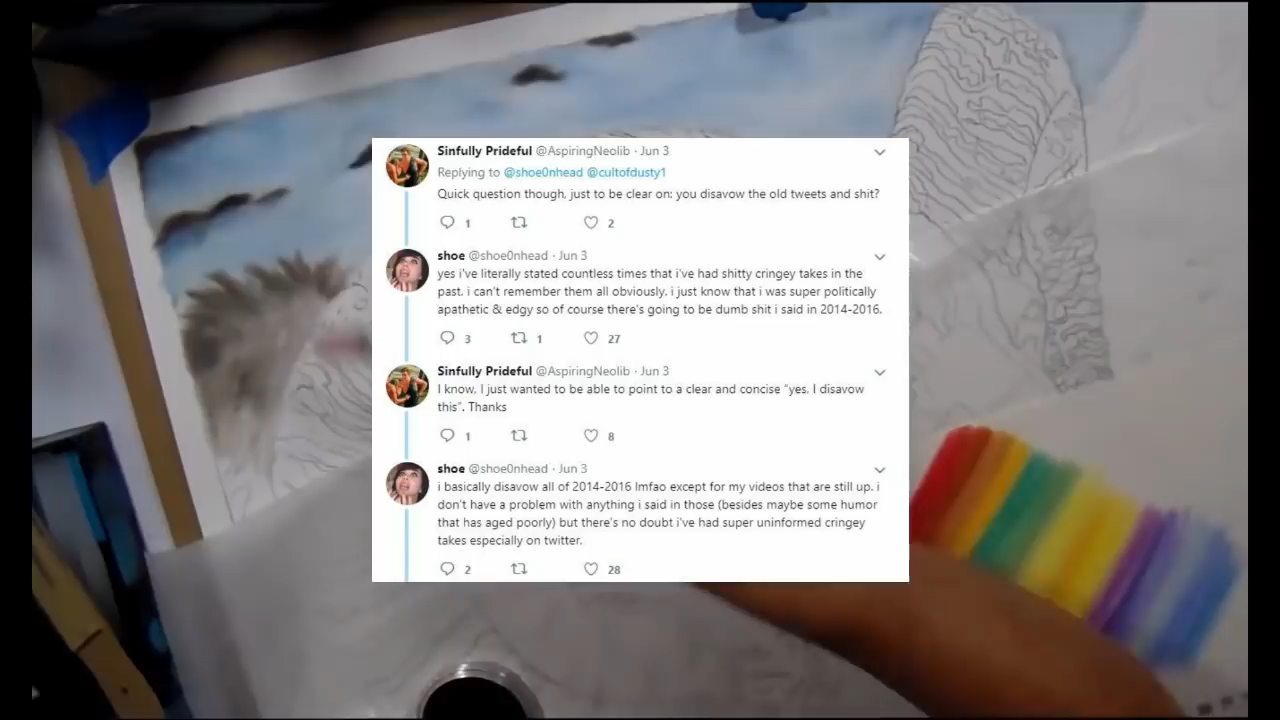 Sinfully Prideful @AspiringNeolib · Jun 3
Replying to @shoe0nhead @cultofdusty1
Quick question though, just to be clear on: you disavow the old tweets and shit?
1 2
shoe @shoe0nhead · Jun 3
yes i've literally stated countless times that i've had shitty cringey takes in the
past. i can't remember them all obviously. i just know that i was super politically
apathetic & edgy so of course there's going to be dumb shit i said in 2014-2016.
3 1 27
Sinfully Prideful @AspiringNeolib · Jun 3
I know, I just wanted to be able to point to a clear and concise “yes, I disavow
this”. Thanks
1 8
shoe @shoe0nhead · Jun 3
i basically disavow all of 2014-2016 lmfao except for my videos that are still up. i
don't have a problem with anything i said in those (besides maybe some humor
that has aged poorly) but there's no doubt i've had super uninformed cringey
takes especially on twitter.
2 28